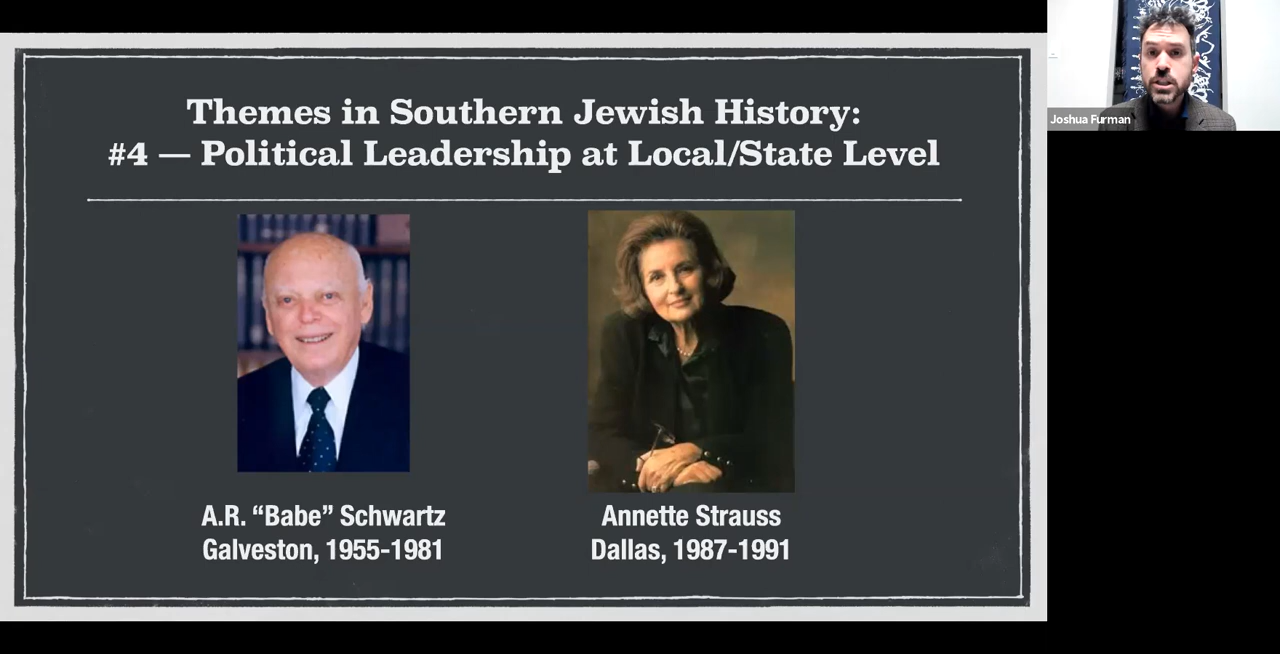 Themes in Southern Jewish History:
#4 — Political Leadership at Local/State Level
A.R. “Babe” Schwartz
Galveston, 1955-1981
Annette Strauss
Dallas, 1987-1991
Joshua Furman